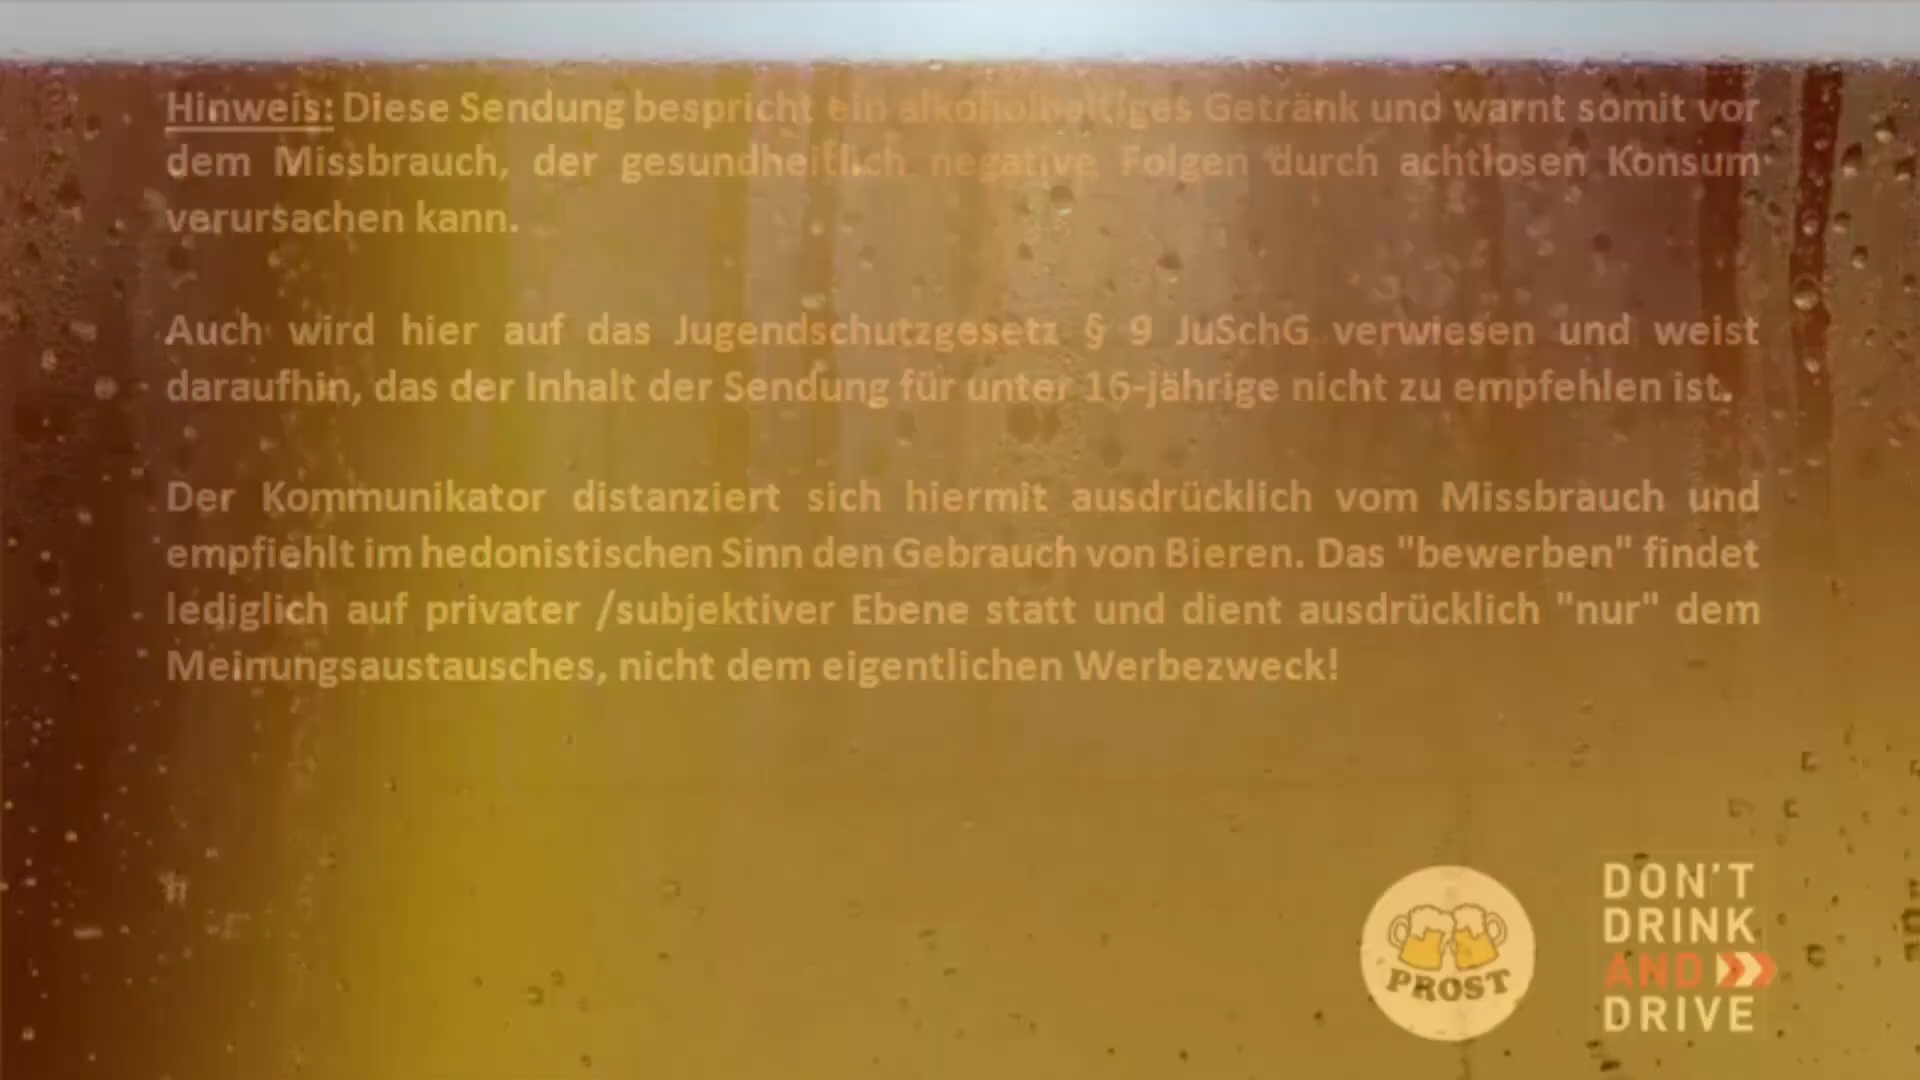 Hinweis: Diese Sendung bespricht ein alkoholhaltiges Getränk und warnt somit vor
dem Missbrauch, der gesundheitlich negative Folgen durch achtlosen Konsum
verursachen kann.
Auch wird hier auf das Jugendschutzgesetz § 9 JuSchG verwiesen und weist
daraufhin, das der Inhalt der Sendung für unter 16-jährige nicht zu empfehlen ist.
Der Kommunikator distanziert sich hiermit ausdrücklich vom Missbrauch und
empfiehlt im hedonistischen Sinn den Gebrauch von Bieren. Das "bewerben" findet
lediglich auf privater /subjektiver Ebene statt und dient ausdrücklich "nur" dem
Meinungsaustausches, nicht dem eigentlichen Werbezweck!
PROST
DON'T
DRINK
AND
DRIVE